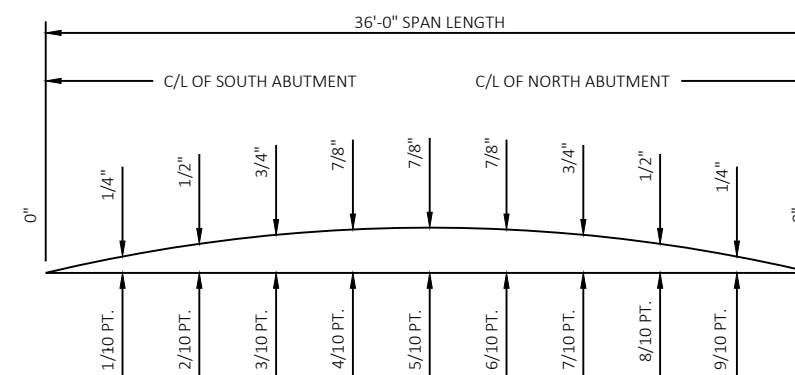 36'-0" SPAN LENGTH
C/L OF SOUTH ABUTMENT
C/L OF NORTH ABUTMENT
0"
1/4"
1/2"
3/4"
7/8"
7/8"
7/8"
3/4"
1/2"
1/4"
0"
1/10 PT.
2/10 PT.
3/10 PT.
4/10 PT.
5/10 PT.
6/10 PT.
7/10 PT.
8/10 PT.
9/10 PT.